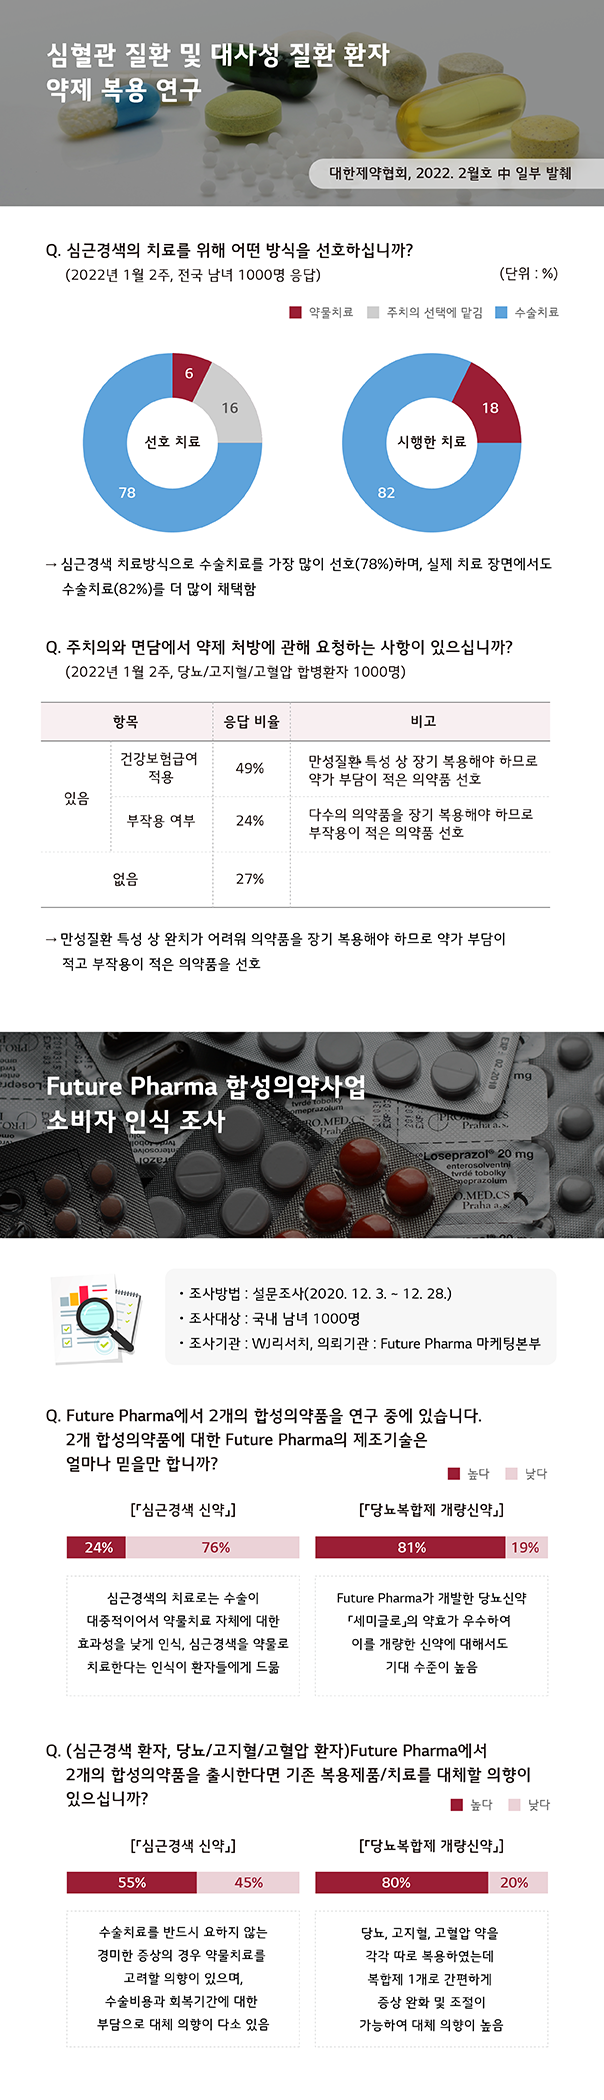 심혈관 질환 및 대사성 질환 환자
약제 복용 연구
대한제약협회, 2022. 2월호 中 일부 발췌
Q. 심근경색의 치료를 위해 어떤 방식을 선호하십니까?
(2022년 1월 2주, 전국 남녀 1000명 응답)
(단위 : %)
약물치료 주치의 선택에 맡김 수술치료
6
16
78
선호 치료
18
82
시행한 치료
→ 심근경색 치료방식으로 수술치료를 가장 많이 선호(78%)하며, 실제 치료 장면에서도
수술치료(82%)를 더 많이 채택함
Q. 주치의와 면담에서 약제 처방에 관해 요청하는 사항이 있으십니까?
(2022년 1월 2주, 당뇨/고지혈/고혈압 합병환자 1000명)
항목 응답 비율 비고
있음
건강보험급여
적용
49%
만성질환 특성 상 장기 복용해야 하므로
약가 부담이 적은 의약품 선호
부작용 여부
24%
다수의 의약품을 장기 복용해야 하므로
부작용이 적은 의약품 선호
없음
27%
→ 만성질환 특성 상 완치가 어려워 의약품을 장기 복용해야 하므로 약가 부담이
적고 부작용이 적은 의약품을 선호
Future Pharma 합성의약사업
소비자 인식 조사
mg
PRO.MED.CS
Praha a.s.
Loseprazol® 20 mg
enterosolventní
tvrdé tobolky
omeprazolum
PRO.MED.CS
Praha a.s.
• 조사방법 : 설문조사(2020. 12. 3. ~ 12. 28.)
• 조사대상 : 국내 남녀 1000명
• 조사기관 : WJ리서치, 의뢰기관 : Future Pharma 마케팅본부
Q. Future Pharma에서 2개의 합성의약품을 연구 중에 있습니다.
2개 합성의약품에 대한 Future Pharma의 제조기술은
얼마나 믿을만 합니까?
높다 낮다
[「심근경색 신약」]
24% 76%
심근경색의 치료로는 수술이
대중적이어서 약물치료 자체에 대한
효과성을 낮게 인식, 심근경색을 약물로
치료한다는 인식이 환자들에게 드묾
[「당뇨복합제 개량신약」]
81% 19%
Future Pharma가 개발한 당뇨신약
「세미글로」의 약효가 우수하여
이를 개량한 신약에 대해서도
기대 수준이 높음
Q. (심근경색 환자, 당뇨/고지혈/고혈압 환자)Future Pharma에서
2개의 합성의약품을 출시한다면 기존 복용제품/치료를 대체할 의향이
있으십니까?
높다 낮다
[「심근경색 신약」]
55% 45%
수술치료를 반드시 요하지 않는
경미한 증상의 경우 약물치료를
고려할 의향이 있으며,
수술비용과 회복기간에 대한
부담으로 대체 의향이 다소 있음
[「당뇨복합제 개량신약」]
80% 20%
당뇨, 고지혈, 고혈압 약을
각각 따로 복용하였는데
복합제 1개로 간편하게
증상 완화 및 조절이
가능하여 대체 의향이 높음